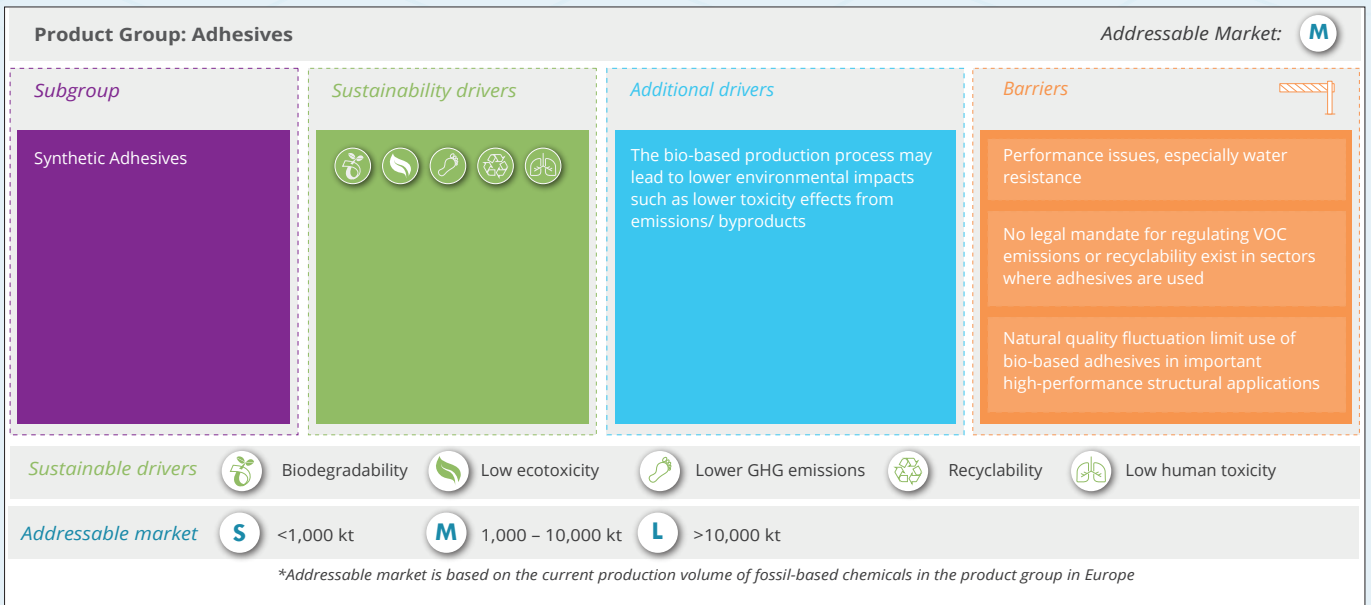 Product Group: Adhesives
Addressable Market: M
Subgroup
Synthetic Adhesives
Sustainability drivers
Additional drivers
The bio-based production process may
lead to lower environmental impacts
such as lower toxicity effects from
emissions/ byproducts
Barriers
Performance issues, especially water
resistance
No legal mandate for regulating VOC
emissions or recyclability exist in sectors
where adhesives are used
Natural quality fluctuation limit use of
bio-based adhesives in important
high-performance structural applications
Sustainable drivers Biodegradability Low ecotoxicity Lower GHG emissions Recyclability Low human toxicity
Addressable market S <1,000 kt M 1,000 – 10,000 kt L >10,000 kt
*Addressable market is based on the current production volume of fossil-based chemicals in the product group in Europe